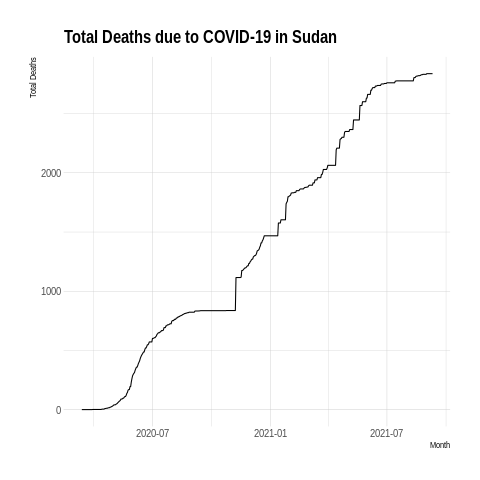 Total Deaths due to COVID-19 in Sudan
Total Deaths
2000
1000
0
2020-07
2021-01
2021-07
Month